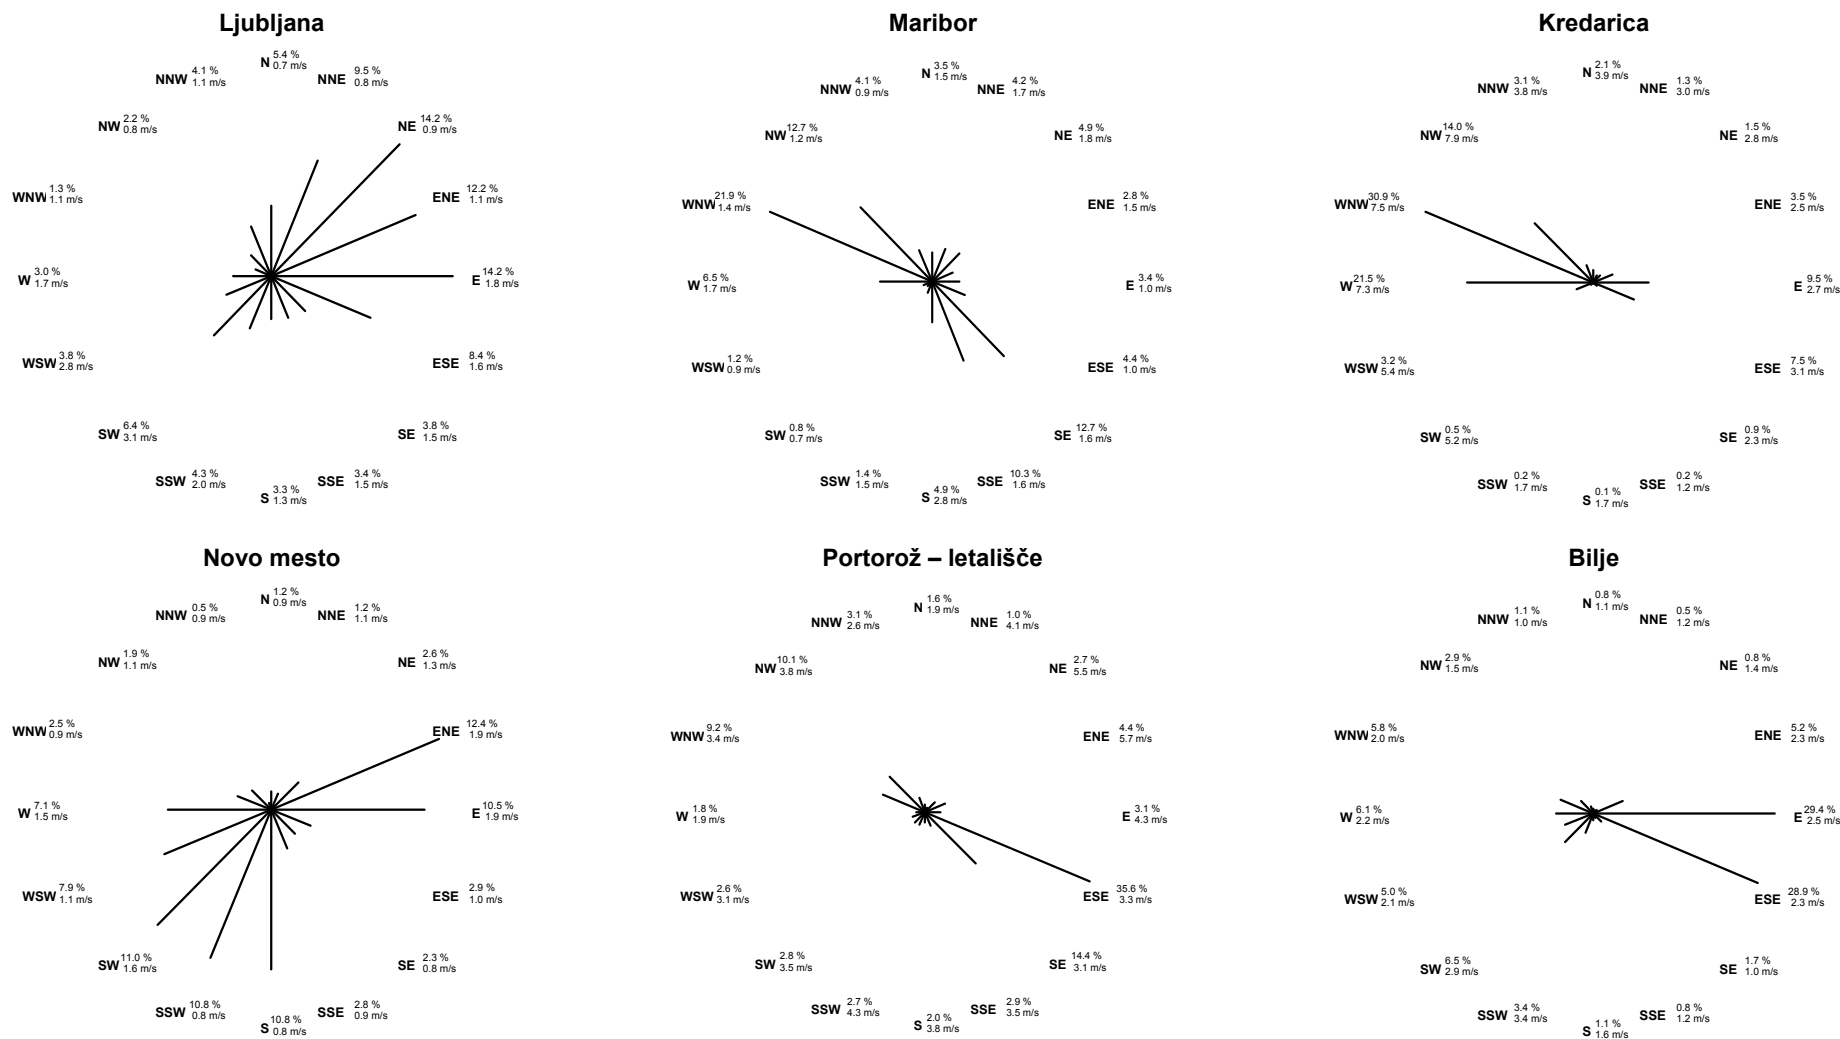 Ljubljana
N 5.4 %
0.7 m/s
NNE 9.5 %
0.8 m/s
NE 14.2 %
0.9 m/s
ENE 12.2 %
1.1 m/s
E 14.2 %
1.8 m/s
ESE 8.4 %
1.6 m/s
SE 3.8 %
1.5 m/s
SSE 3.4 %
1.5 m/s
S 3.3 %
1.3 m/s
SSW 4.3 %
2.0 m/s
SW 6.4 %
3.1 m/s
WSW 3.8 %
2.8 m/s
W 3.0 %
1.7 m/s
WNW 1.3 %
1.1 m/s
NW 2.2 %
0.8 m/s
NNW 4.1 %
1.1 m/s
Maribor
N 3.5 %
1.5 m/s
NNE 4.2 %
1.7 m/s
NE 4.9 %
1.8 m/s
ENE 2.8 %
1.5 m/s
E 3.4 %
1.0 m/s
ESE 4.4 %
1.0 m/s
SE 12.7 %
1.6 m/s
SSE 10.3 %
1.6 m/s
S 4.9 %
2.8 m/s
SSW 1.4 %
1.5 m/s
SW 0.8 %
0.7 m/s
WSW 1.2 %
0.9 m/s
W 6.5 %
1.7 m/s
WNW 21.9 %
1.4 m/s
NW 12.7 %
1.2 m/s
NNW 4.1 %
0.9 m/s
Kredarica
N 2.1 %
3.9 m/s
NNE 1.3 %
3.0 m/s
NE 1.5 %
2.8 m/s
ENE 3.5 %
2.5 m/s
E 9.5 %
2.7 m/s
ESE 7.5 %
3.1 m/s
SE 0.9 %
2.3 m/s
SSE 0.2 %
1.2 m/s
S 0.1 %
1.7 m/s
SSW 0.2 %
1.7 m/s
SW 0.5 %
5.2 m/s
WSW 3.2 %
5.4 m/s
W 21.5 %
7.3 m/s
WNW 30.9 %
7.5 m/s
NW 14.0 %
7.9 m/s
NNW 3.1 %
3.8 m/s
Novo mesto
N 1.2 %
0.9 m/s
NNE 1.2 %
1.1 m/s
NE 2.6 %
1.3 m/s
ENE 12.4 %
1.9 m/s
E 10.5 %
1.9 m/s
ESE 2.9 %
1.0 m/s
SE 2.3 %
0.8 m/s
SSE 2.8 %
0.9 m/s
S 10.8 %
0.8 m/s
SSW 10.8 %
0.8 m/s
SW 11.0 %
1.6 m/s
WSW 7.9 %
1.1 m/s
W 7.1 %
1.5 m/s
WNW 2.5 %
0.9 m/s
NW 1.9 %
1.1 m/s
NNW 0.5 %
0.9 m/s
Portorož – letališče
N 1.6 %
1.9 m/s
NNE 1.0 %
4.1 m/s
NE 2.7 %
5.5 m/s
ENE 4.4 %
5.7 m/s
E 3.1 %
4.3 m/s
ESE 35.6 %
3.3 m/s
SE 14.4 %
3.1 m/s
SSE 2.9 %
3.5 m/s
S 2.0 %
3.8 m/s
SSW 2.7 %
4.3 m/s
SW 2.8 %
3.5 m/s
WSW 2.6 %
3.1 m/s
W 1.8 %
1.9 m/s
WNW 9.2 %
3.4 m/s
NW 10.1 %
3.8 m/s
NNW 3.1 %
2.6 m/s
Bilje
N 0.8 %
1.1 m/s
NNE 0.5 %
1.2 m/s
NE 0.8 %
1.4 m/s
ENE 5.2 %
2.3 m/s
E 29.4 %
2.5 m/s
ESE 28.9 %
2.3 m/s
SE 1.7 %
1.0 m/s
SSE 0.8 %
1.2 m/s
S 1.1 %
1.6 m/s
SSW 3.4 %
3.4 m/s
SW 6.5 %
2.9 m/s
WSW 5.0 %
2.1 m/s
W 6.1 %
2.2 m/s
WNW 5.8 %
2.0 m/s
NW 2.9 %
1.5 m/s
NNW 1.1 %
1.0 m/s